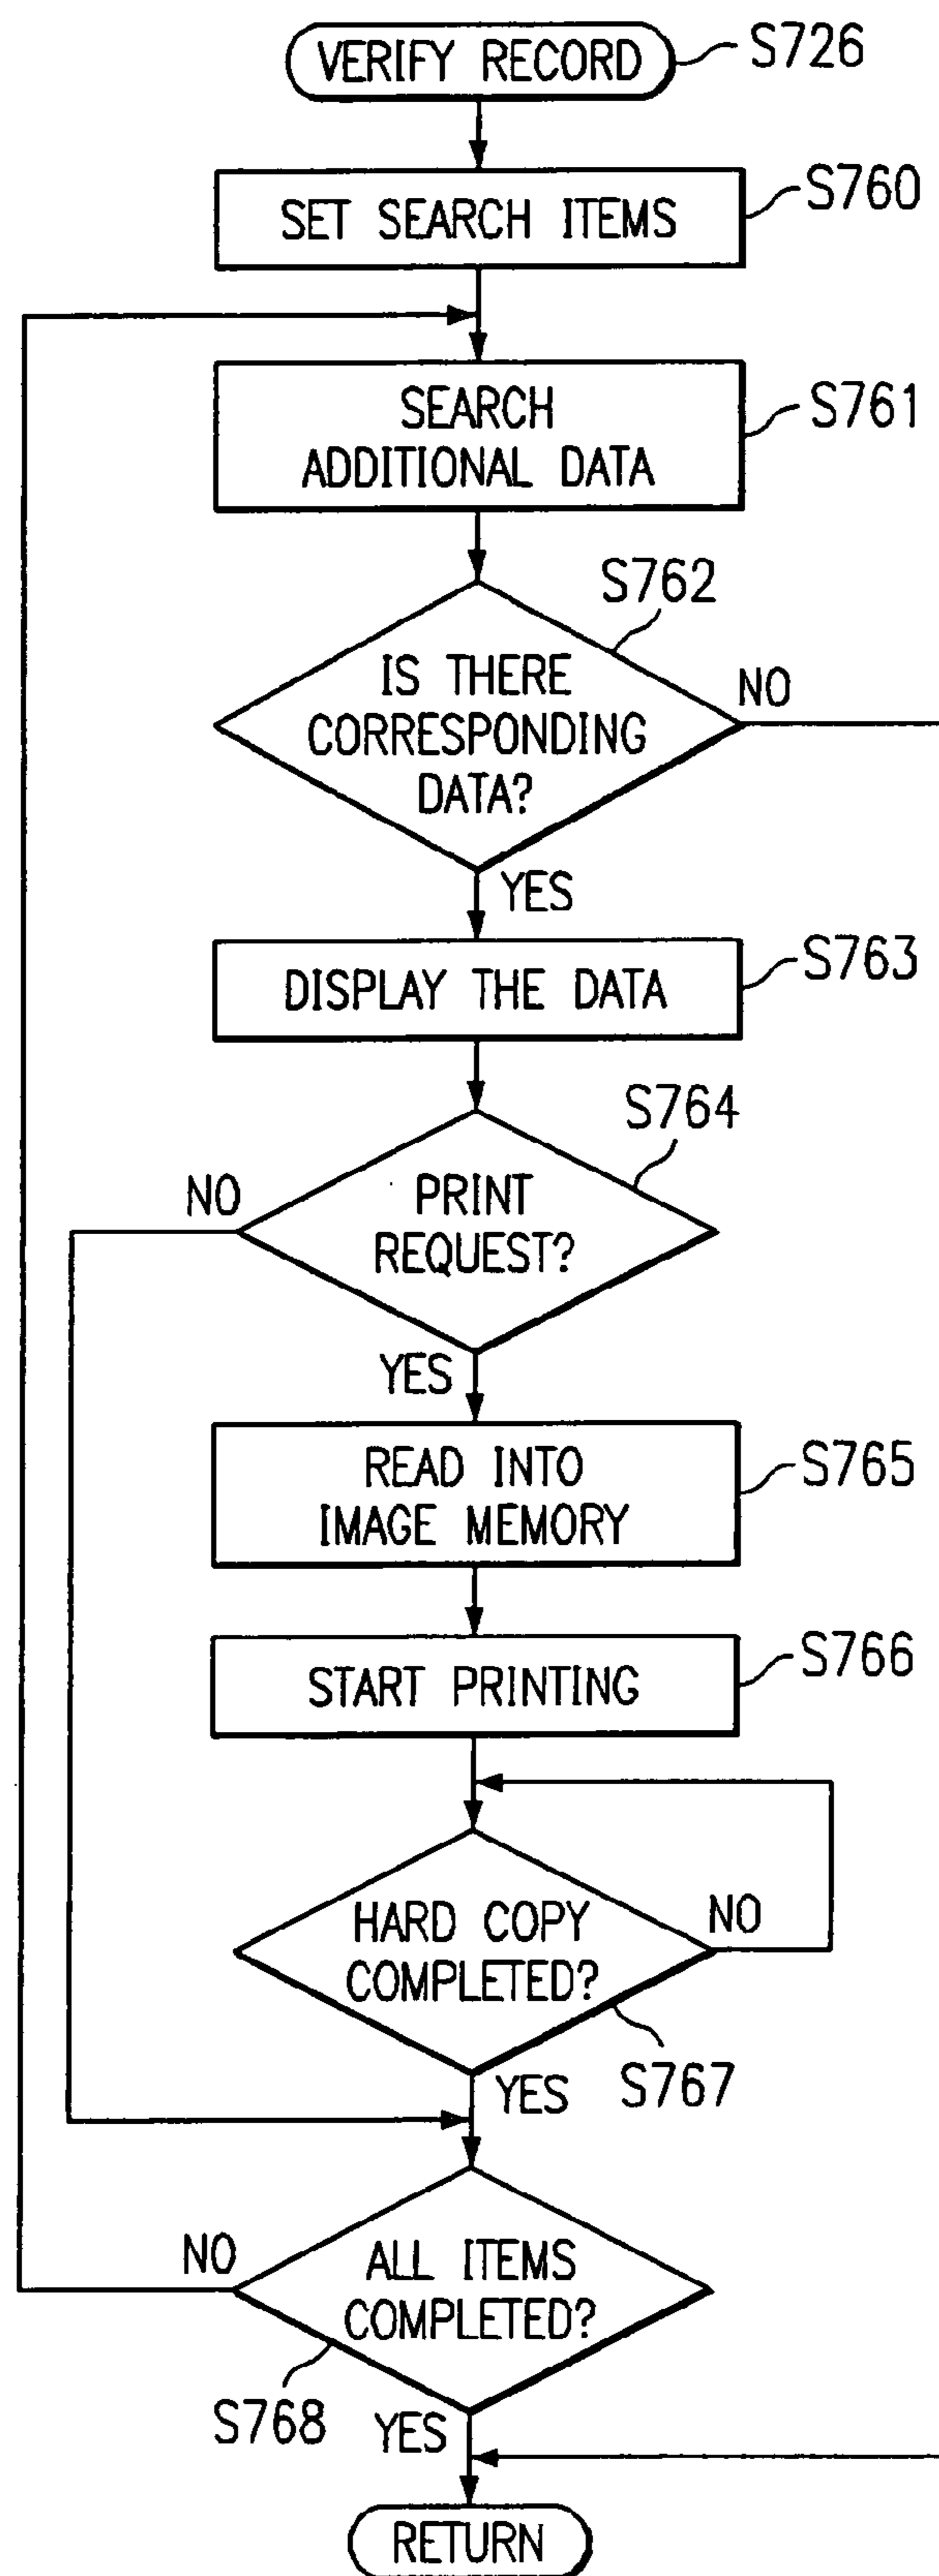 VERIFY RECORD
S726
SET SEARCH ITEMS
S760
SEARCH
ADDITIONAL DATA
S761
S762
IS THERE
CORRESPONDING
DATA?
NO
YES
DISPLAY THE DATA
S763
S764
NO
PRINT
REQUEST?
YES
READ INTO
IMAGE MEMORY
S765
START PRINTING
S766
HARD COPY
COMPLETED?
NO
S767
YES
NO
ALL ITEMS
COMPLETED?
S768
YES
RETURN